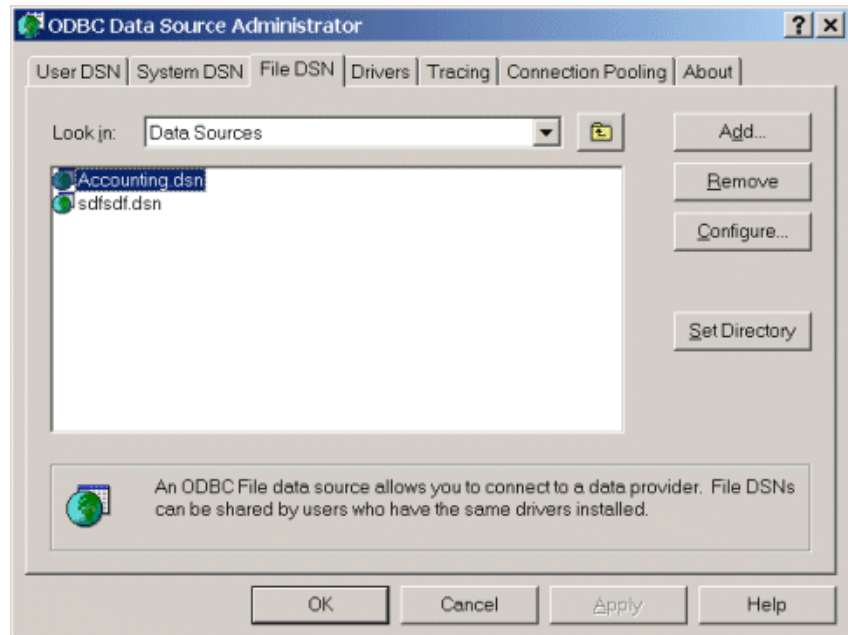 ODBC Data Source Administrator
User DSN System DSN File DSN Drivers Tracing Connection Pooling About
Look in: Data Sources Add...
Accounting.dsn Remove
sdfsdf.dsn
Configure...
Set Directory
An ODBC File data source allows you to connect to a data provider. File DSNs
can be shared by users who have the same drivers installed.
OK Cancel Apply Help